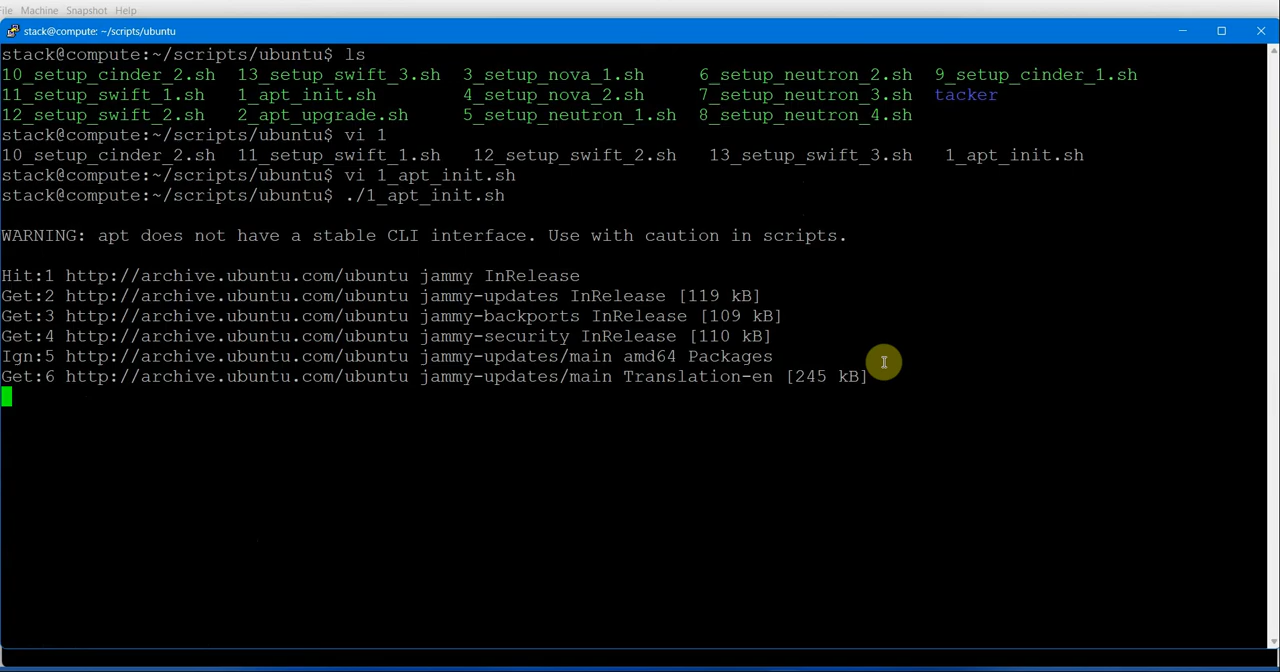 File Machine Snapshot Help
stack@compute: ~/scripts/ubuntu
stack@compute:~/scripts/ubuntu$ ls
10_setup_cinder_2.sh 13_setup_swift_3.sh 3_setup_nova_1.sh 6_setup_neutron_2.sh 9_setup_cinder_1.sh
11_setup_swift_1.sh 1_apt_init.sh 4_setup_nova_2.sh 7_setup_neutron_3.sh tacker
12_setup_swift_2.sh 2_apt_upgrade.sh 5_setup_neutron_1.sh 8_setup_neutron_4.sh
stack@compute:~/scripts/ubuntu$ vi 1
10_setup_cinder_2.sh 11_setup_swift_1.sh 12_setup_swift_2.sh 13_setup_swift_3.sh 1_apt_init.sh
stack@compute:~/scripts/ubuntu$ vi 1_apt_init.sh
stack@compute:~/scripts/ubuntu$ ./1_apt_init.sh
WARNING: apt does not have a stable CLI interface. Use with caution in scripts.
Hit:1 http://archive.ubuntu.com/ubuntu jammy InRelease
Get:2 http://archive.ubuntu.com/ubuntu jammy-updates InRelease [119 kB]
Get:3 http://archive.ubuntu.com/ubuntu jammy-backports InRelease [109 kB]
Get:4 http://archive.ubuntu.com/ubuntu jammy-security InRelease [110 kB]
Ign:5 http://archive.ubuntu.com/ubuntu jammy-updates/main amd64 Packages
Get:6 http://archive.ubuntu.com/ubuntu jammy-updates/main Translation-en [245 kB]